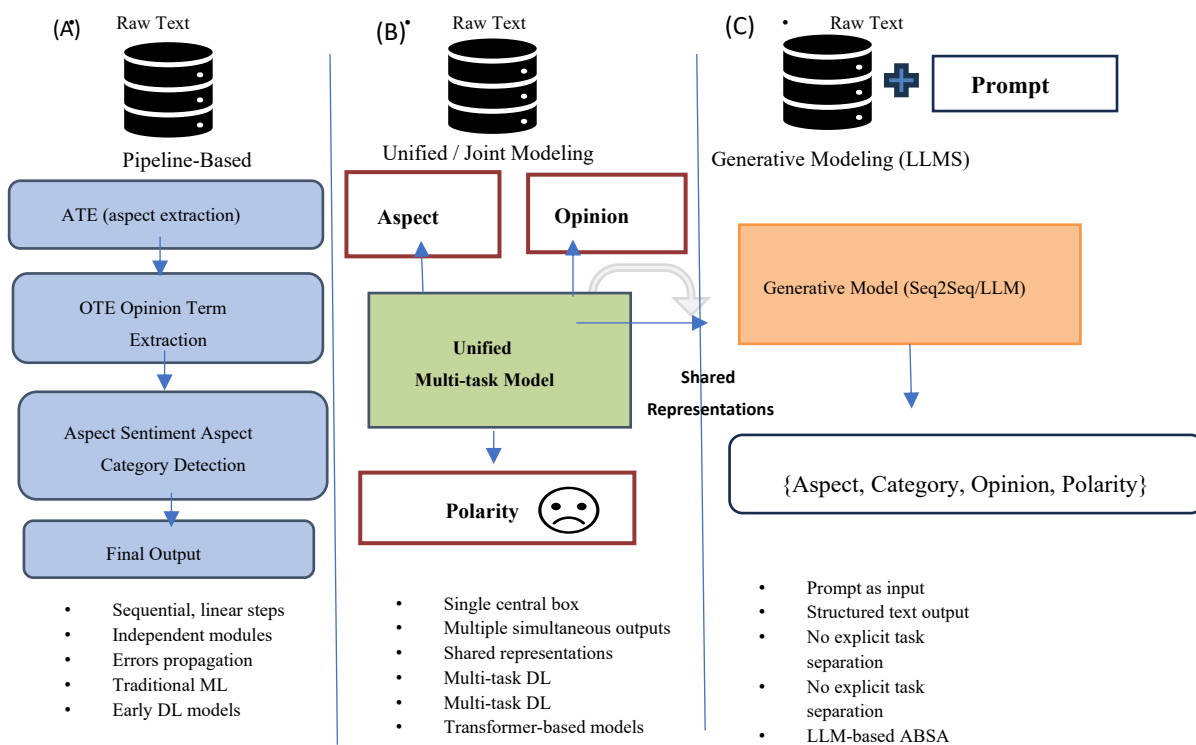 (A)
• Raw Text
Pipeline-Based
ATE (aspect extraction)
OTE Opinion Term
Extraction
Aspect Sentiment Aspect
Category Detection
Final Output
• Sequential, linear steps
• Independent modules
• Errors propagation
• Traditional ML
• Early DL models
(B)
• Raw Text
Unified / Joint Modeling
Aspect
Opinion
Unified
Multi-task Model
Shared
Representations
Polarity
• Single central box
• Multiple simultaneous outputs
• Shared representations
• Multi-task DL
• Multi-task DL
• Transformer-based models
(C)
• Raw Text
Prompt
Generative Modeling (LLMS)
Generative Model (Seq2Seq/LLM)
{Aspect, Category, Opinion, Polarity}
• Prompt as input
• Structured text output
• No explicit task
separation
• No explicit task
separation
• LLM-based ABSA